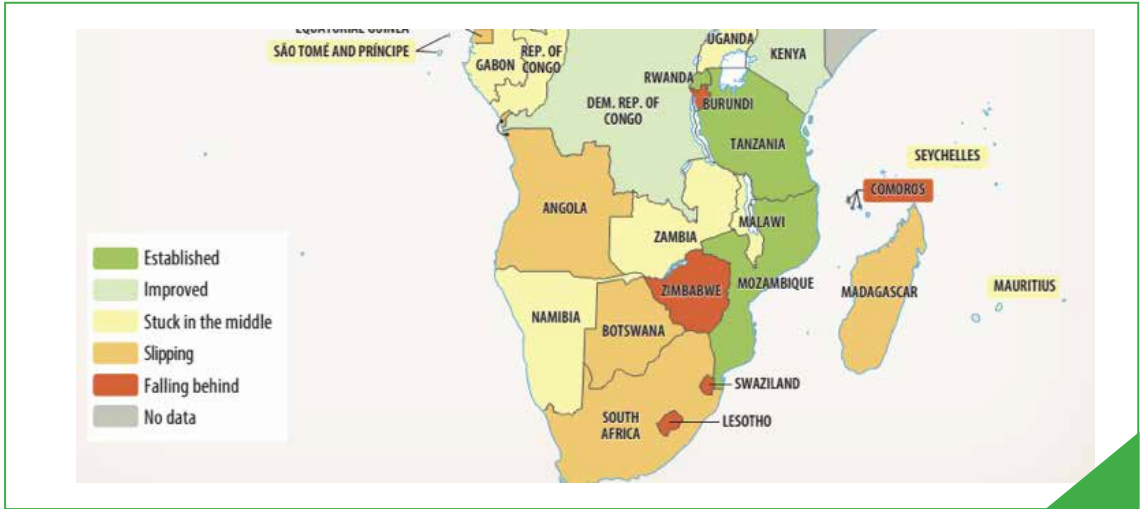 EQUATORIAL GUINEA
SÃO TOMÉ AND PRÍNCIPE
GABON
REP. OF
CONGO
UGANDA
KENYA
RWANDA
DEM. REP. OF
CONGO
BURUNDI
TANZANIA
SEYCHELLES
COMOROS
ANGOLA
MALAWI
ZAMBIA
MOZAMBIQUE
ZIMBABWE
MADAGASCAR
MAURITIUS
NAMIBIA
BOTSWANA
SWAZILAND
SOUTH
AFRICA
LESOTHO
Established
Improved
Stuck in the middle
Slipping
Falling behind
No data